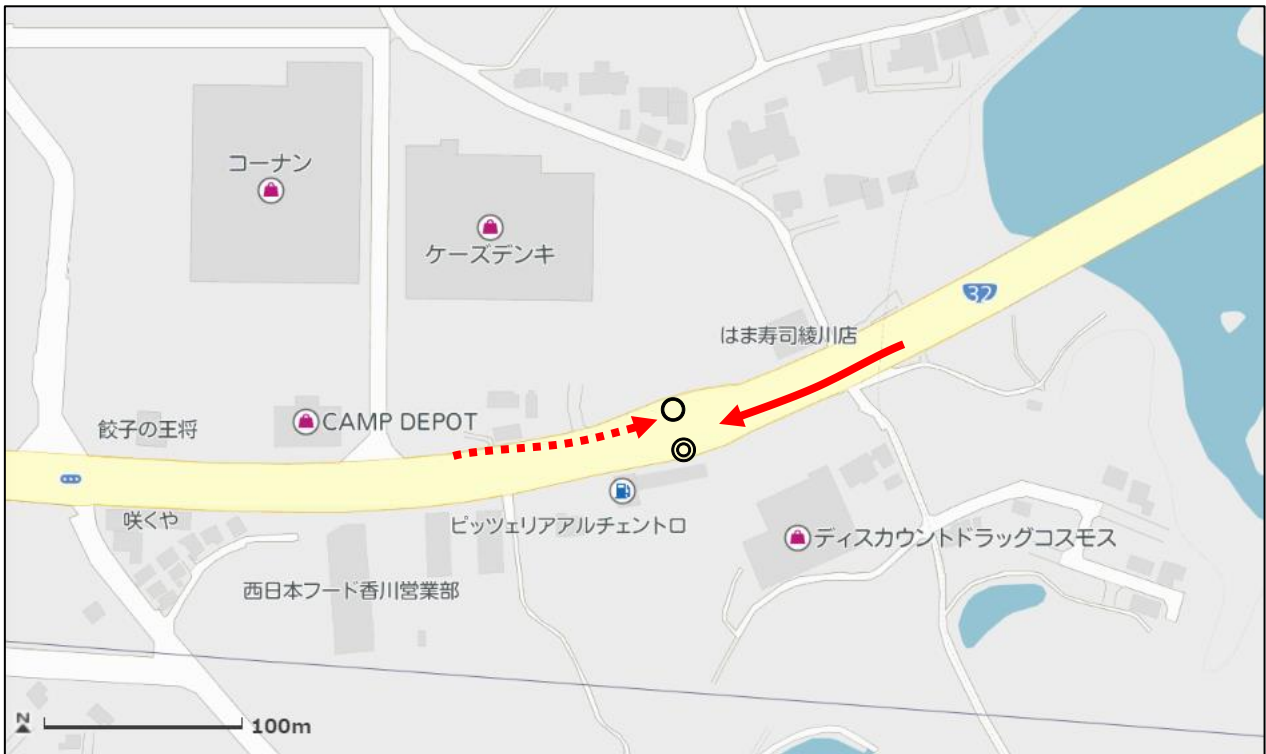 コーナン
ケーズデンキ
32
はま寿司綾川店
CAMP DEPOT
餃子の王将
咲くや
ピッツェリアアルチェントロ
ディスカウントドラッグコスモス
西日本フード香川営業部
N
100m